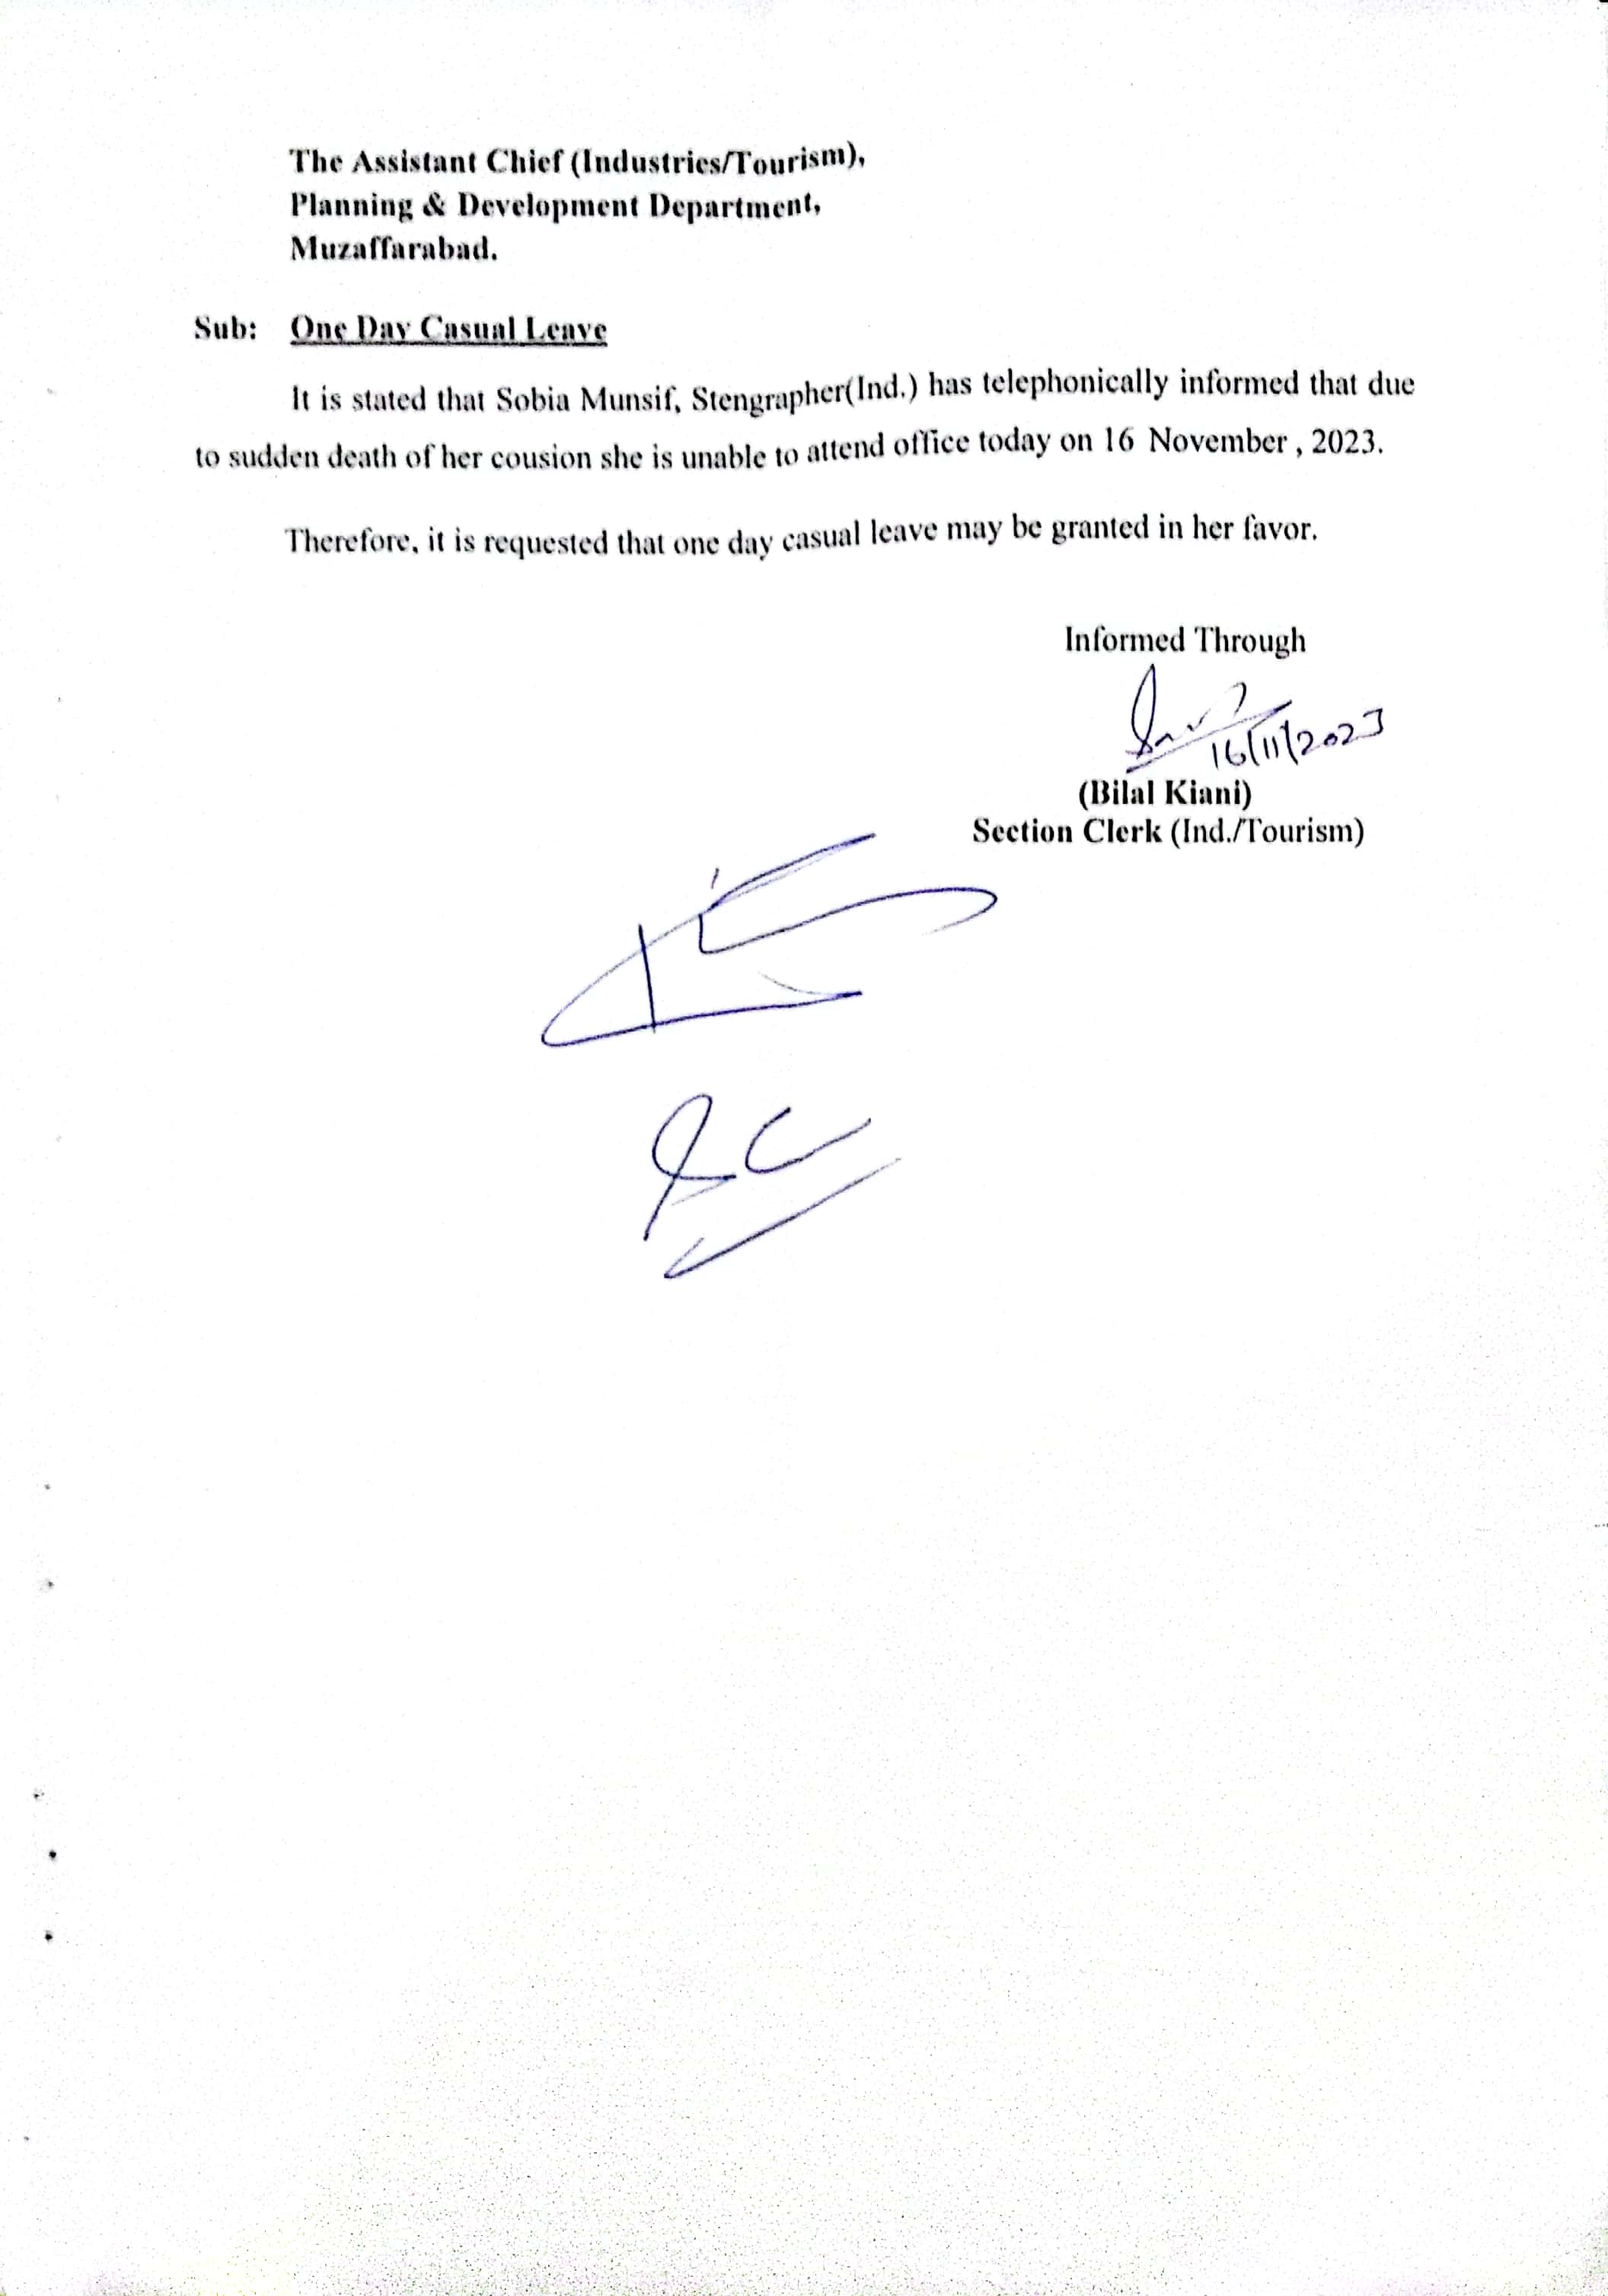 The Assistant Chief (Industries/Tourism),
Planning & Development Department,
Muzaffarabad.
Sub: One Day Casual Leave
It is stated that Sobia Munsif, Stengrapher(Ind.) has telephonically informed that due
to sudden death of her cousion she is unable to attend office today on 16 November , 2023.
Therefore, it is requested that one day casual leave may be granted in her favor.
Informed Through
16/11/2023
(Bilal Kiani)
Section Clerk (Ind./Tourism)